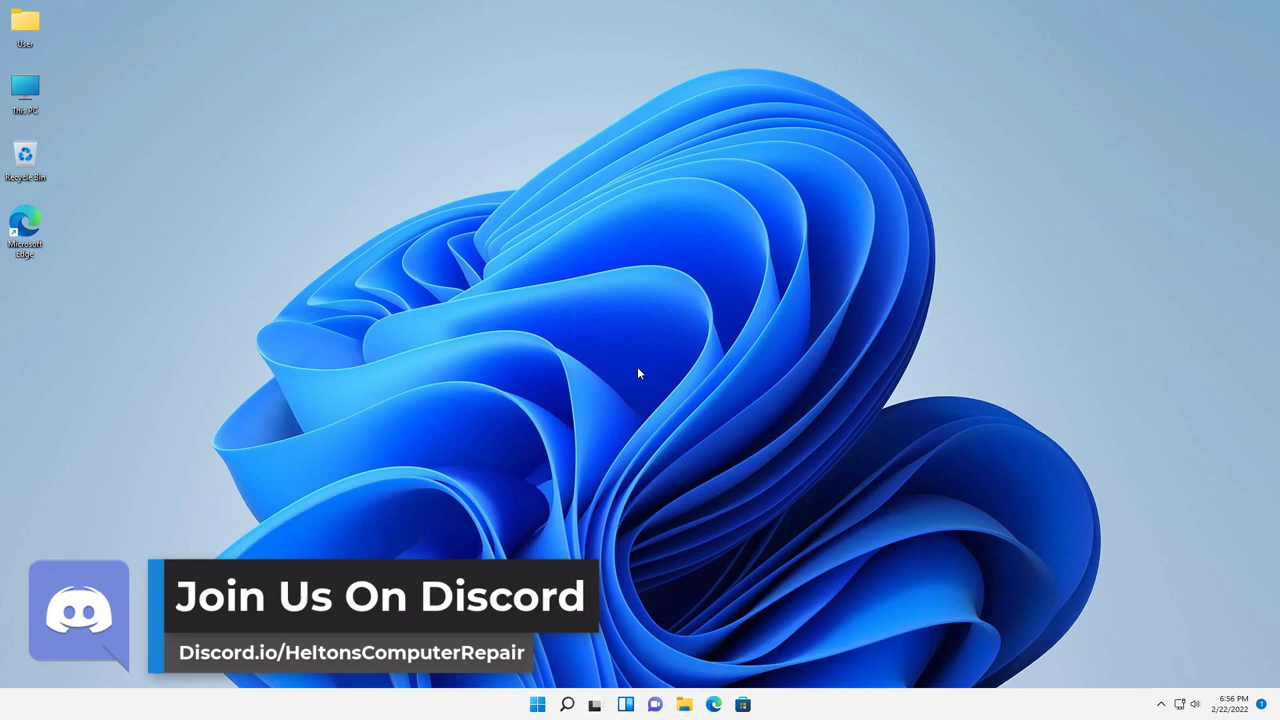 User
This PC
Recycle Bin
Microsoft
Edge
Join Us On Discord
Discord.io/HeltonsComputerRepair
6:56 PM
2/22/2022
1